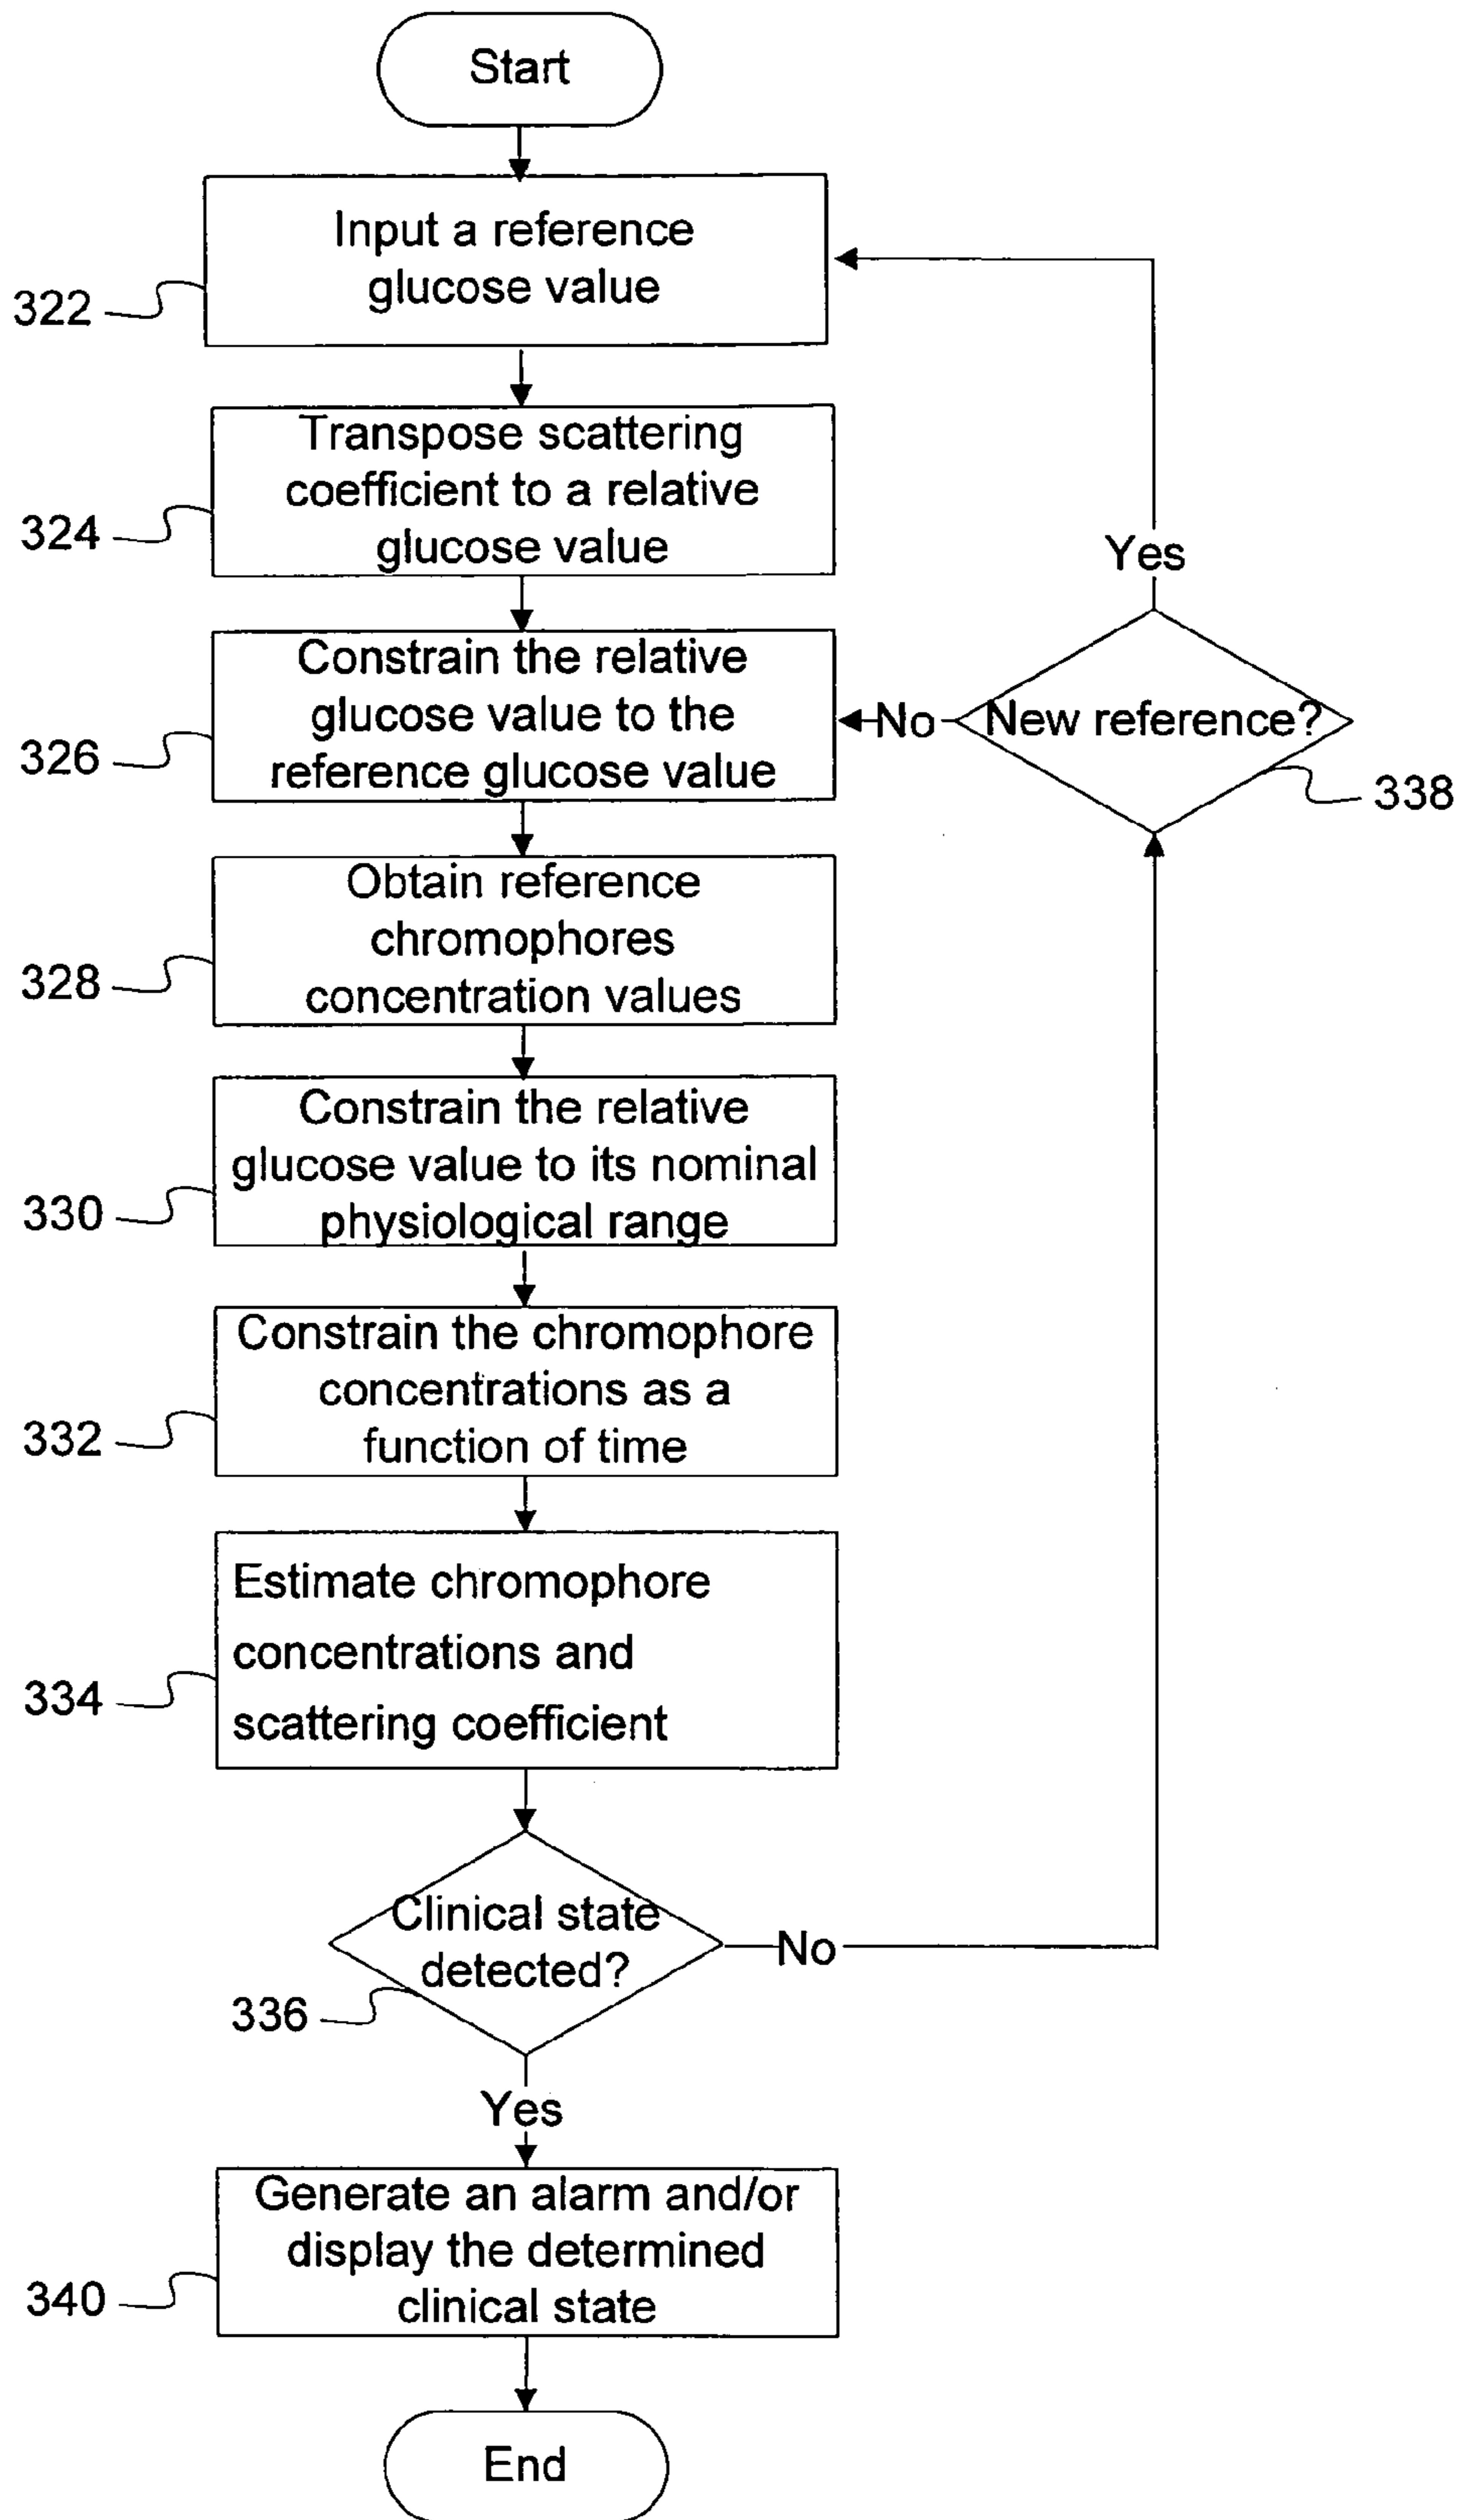 Start
Input a reference
glucose value
322
Transpose scattering
coefficient to a relative
glucose value
324
Yes
Constrain the relative
glucose value to the
reference glucose value
326
No
New reference?
338
Obtain reference
chromophores
concentration values
328
Constrain the relative
glucose value to its nominal
physiological range
330
Constrain the chromophore
concentrations as a
function of time
332
Estimate chromophore
concentrations and
scattering coefficient
334
Clinical state
detected?
No
336
Yes
Generate an alarm and/or
display the determined
clinical state
340
End